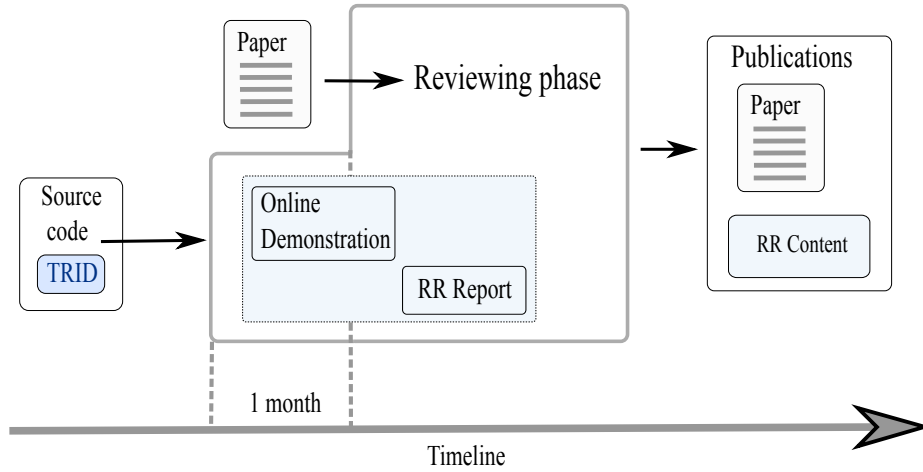 Paper
Reviewing phase
Publications
Paper
Source
code
TRID
Online
Demonstration
RR Report
RR Content
1 month
Timeline